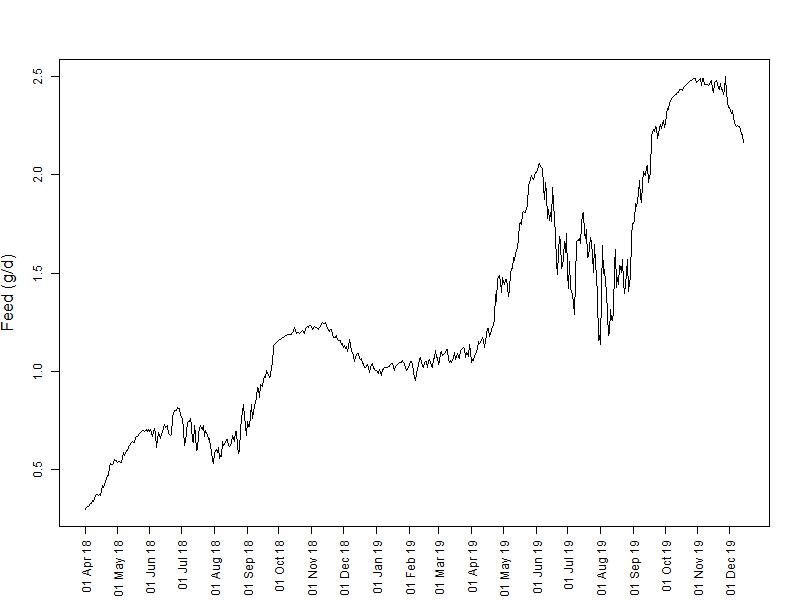 Feed (g/d)
2.5
2.0
1.5
1.0
0.5
01 Apr 18
01 May 18
01 Jun 18
01 Jul 18
01 Aug 18
01 Sep 18
01 Oct 18
01 Nov 18
01 Dec 18
01 Jan 19
01 Feb 19
01 Mar 19
01 Apr 19
01 May 19
01 Jun 19
01 Jul 19
01 Aug 19
01 Sep 19
01 Oct 19
01 Nov 19
01 Dec 19